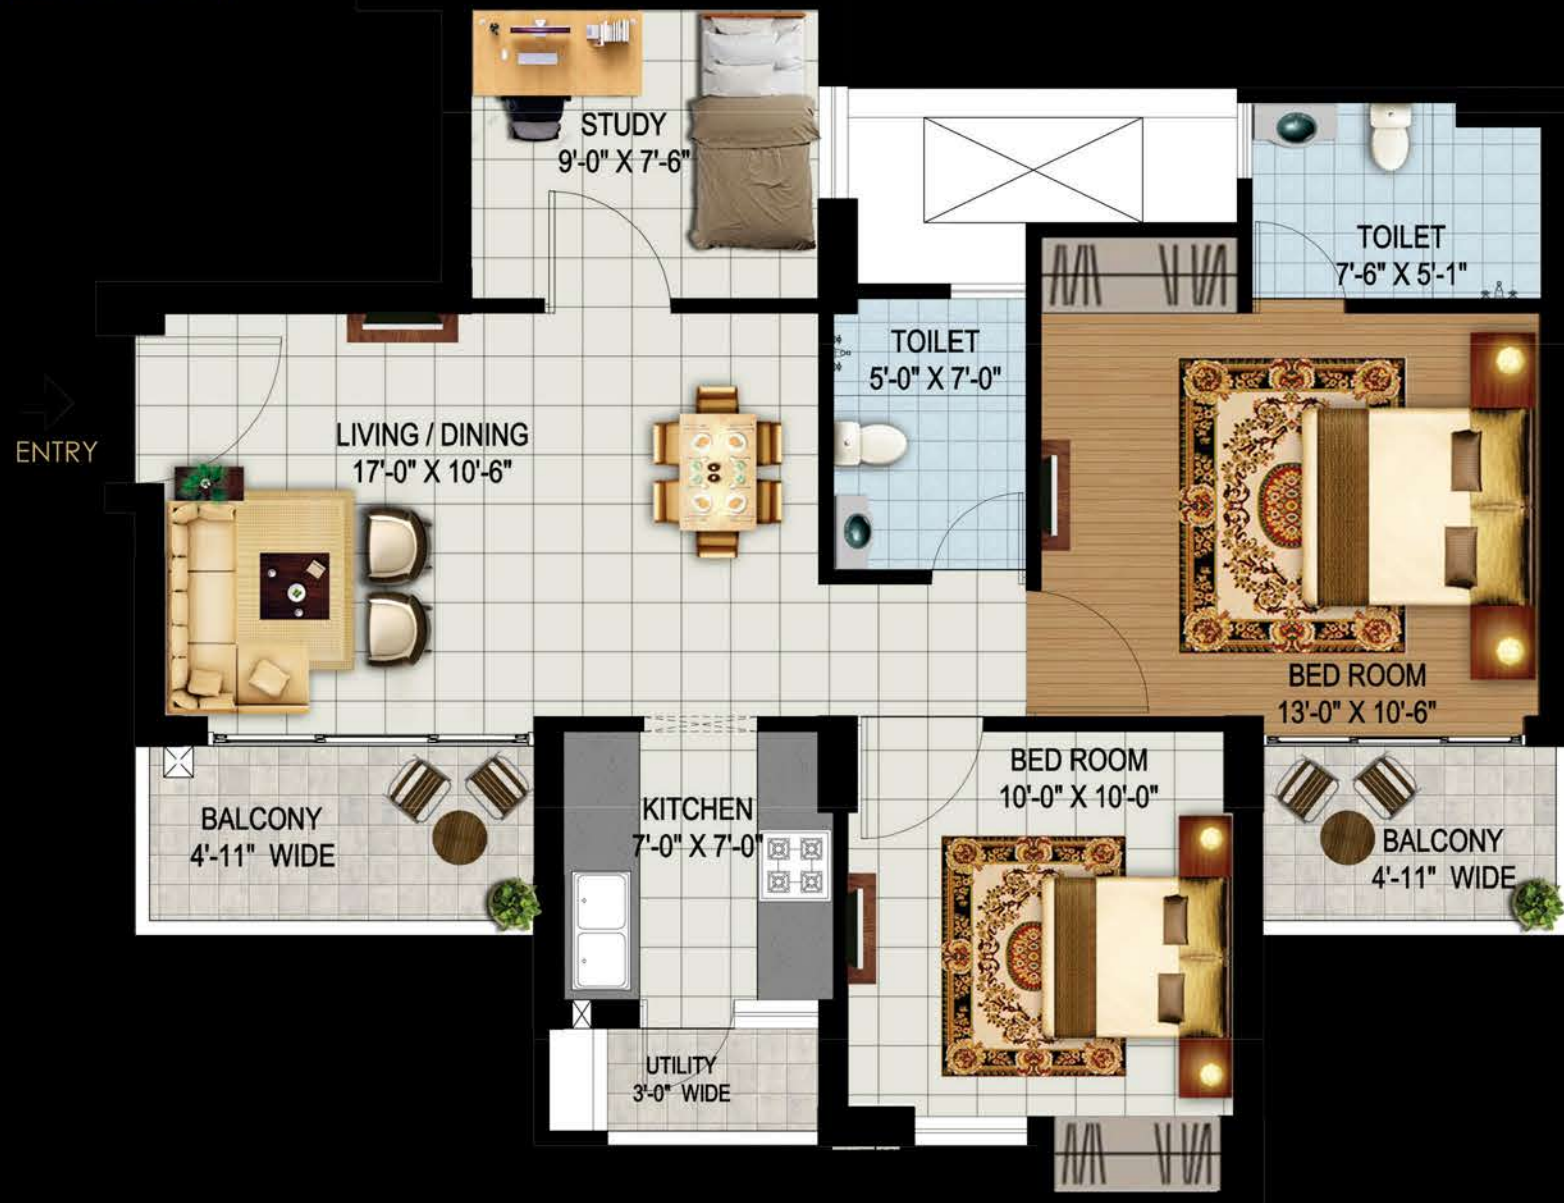 STUDY
9'-0" X 7'-6"
TOILET
7'-6" X 5'-1"
TOILET
5'-0" X 7'-0"
ENTRY
LIVING / DINING
17'-0" X 10'-6"
BED ROOM
13'-0" X 10'-6"
BED ROOM
10'-0" X 10'-0"
BALCONY
4'-11" WIDE
KITCHEN
7'-0" X 7'-0"
BALCONY
4'-11" WIDE
UTILITY
3'-0" WIDE